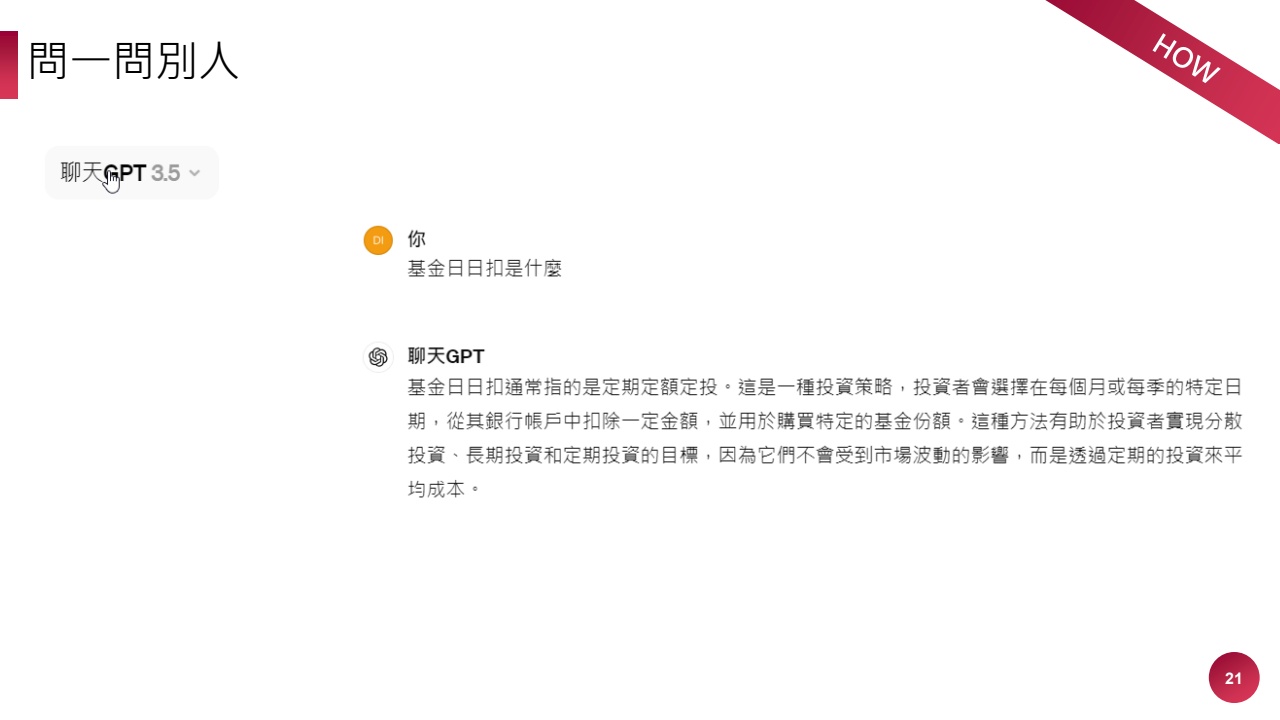 問一問別人
HOW
聊天GPT 3.5
DI
你
基金日日扣是什麼
聊天GPT
基金日日扣通常指的是定期定額定投。這是一種投資策略，投資者會選擇在每個月或每季的特定日
期，從其銀行帳戶中扣除一定金額，並用於購買特定的基金份額。這種方法有助於投資者實現分散
投資、長期投資和定期投資的目標，因為它們不會受到市場波動的影響，而是透過定期的投資來平
均成本。
21